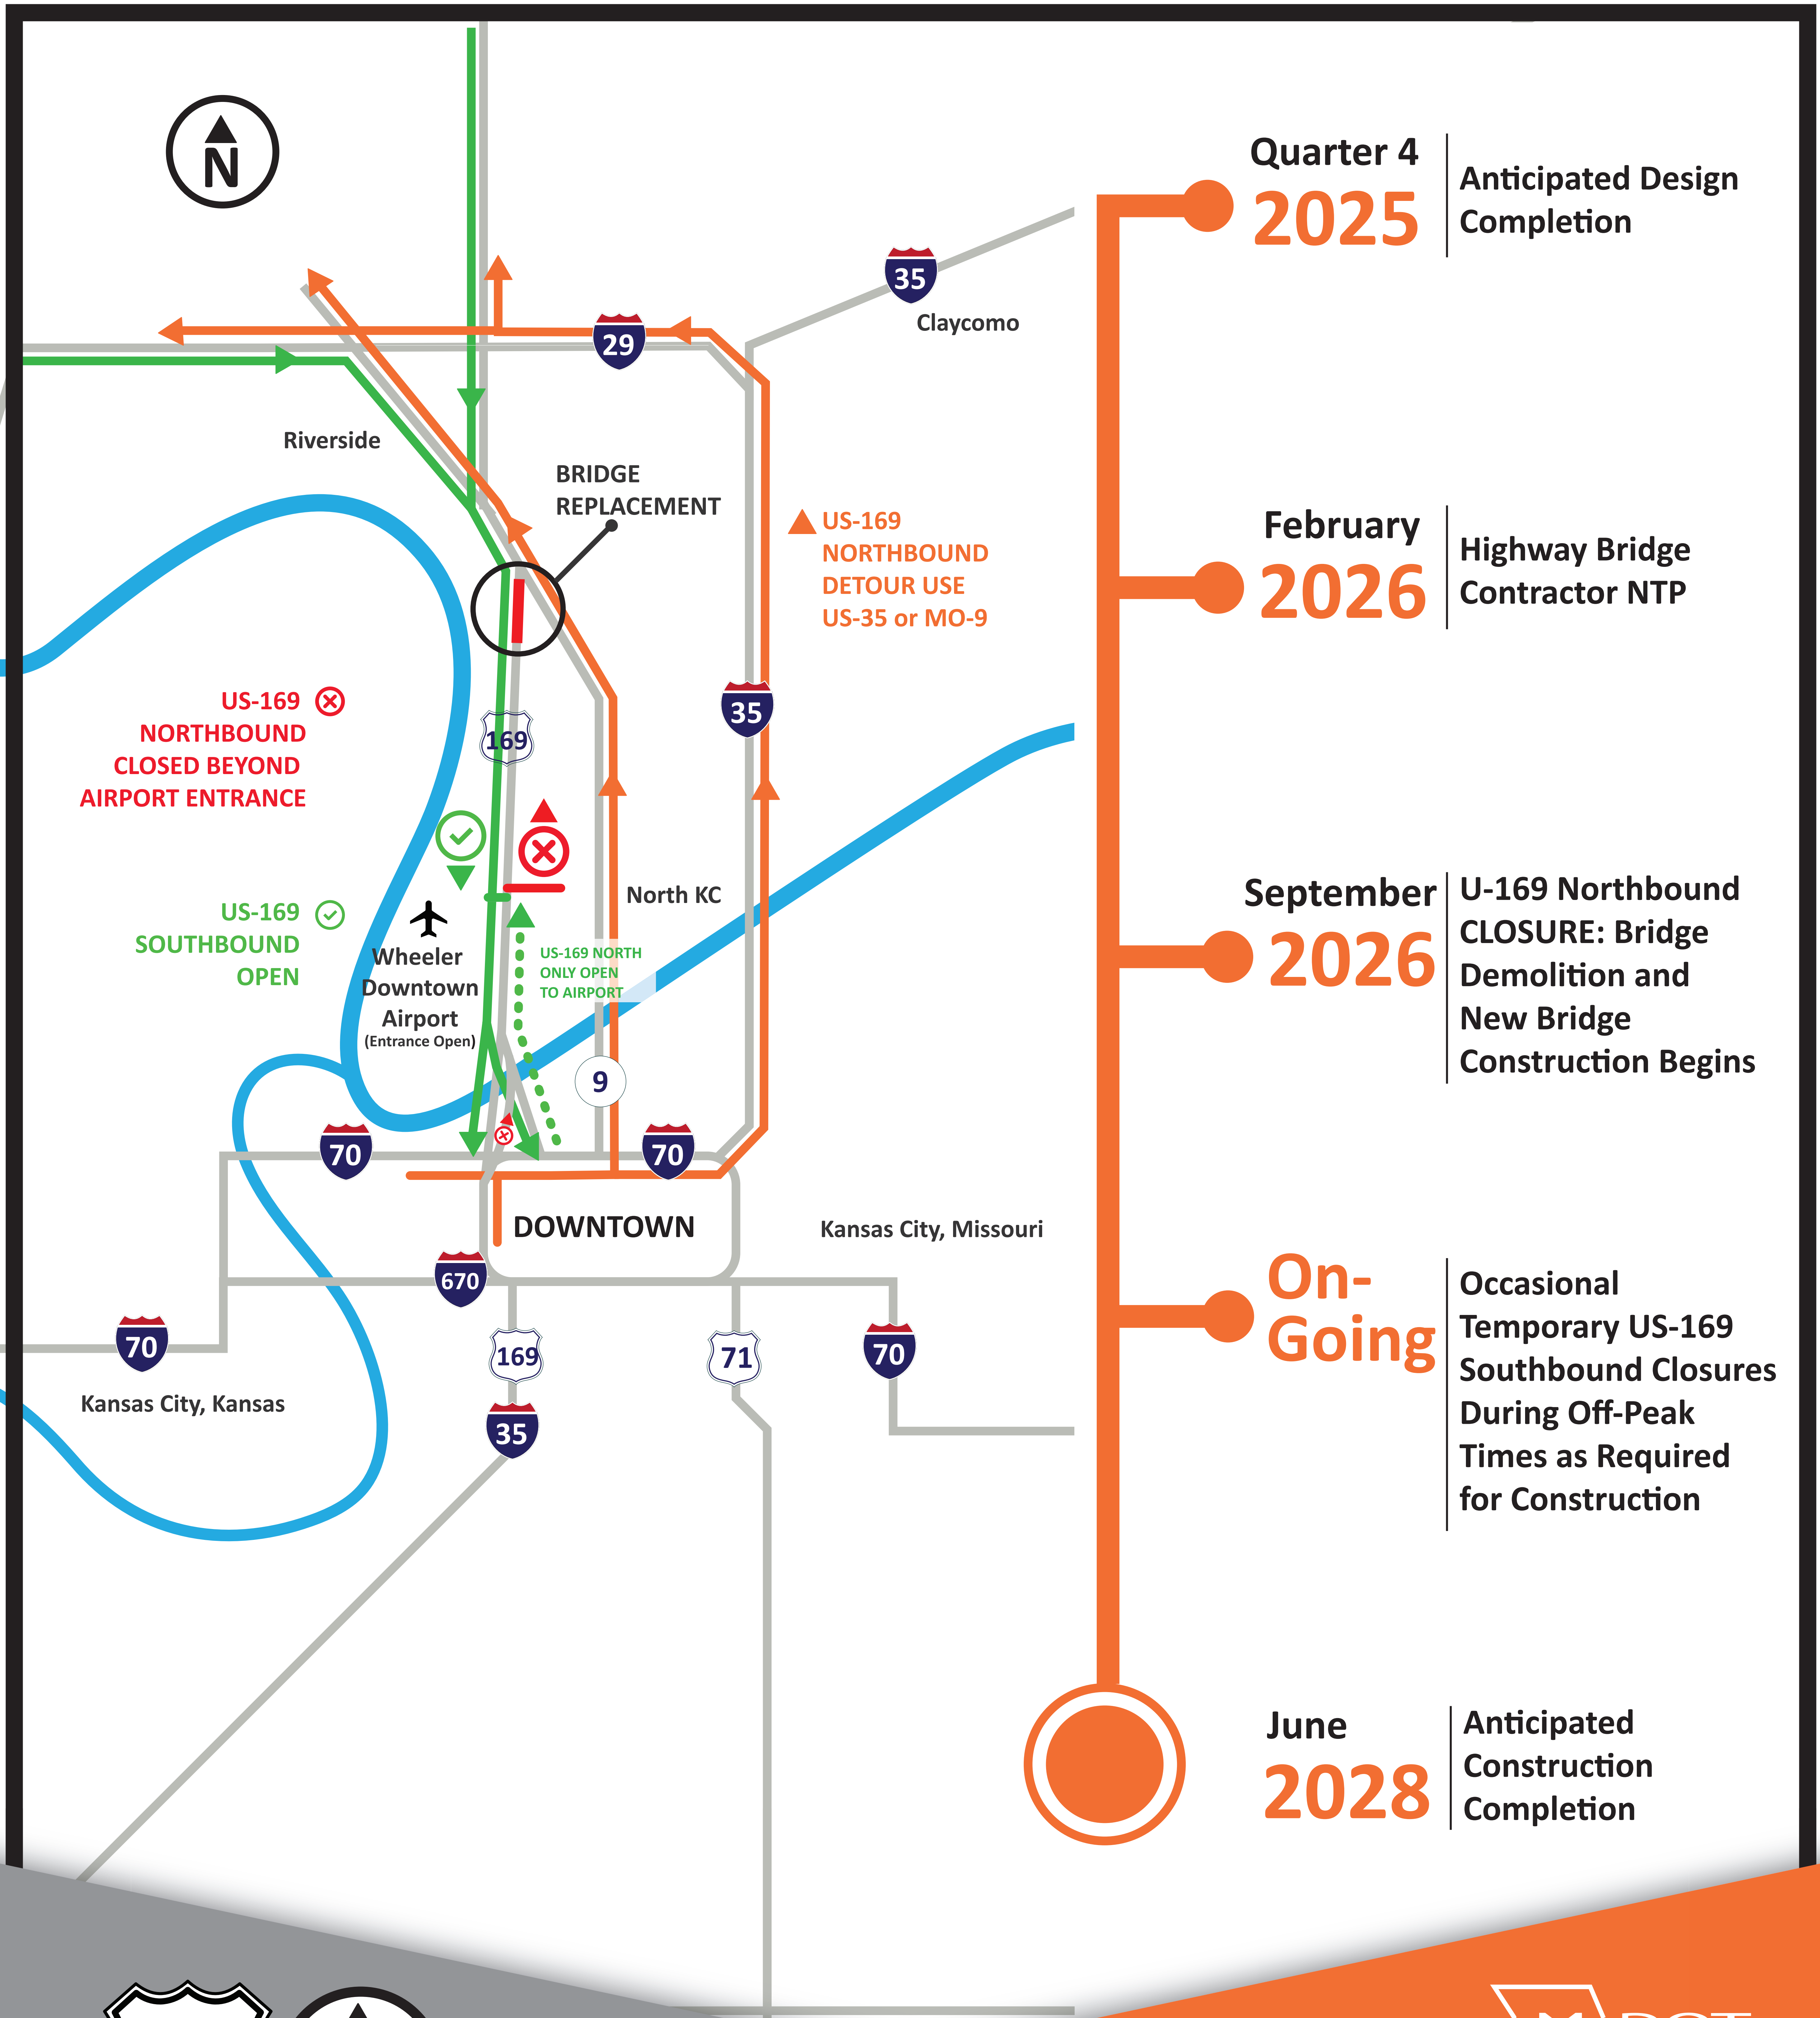 N
35
Claycomo
29
Riverside
BRIDGE
REPLACEMENT
US-169
NORTHBOUND
DETOUR USE
US-35 or MO-9
US-169
NORTHBOUND
CLOSED BEYOND
AIRPORT ENTRANCE
35
169
North KC
US-169
SOUTHBOUND
OPEN
Wheeler
Downtown
Airport
(Entrance Open)
US-169 NORTH
ONLY OPEN
TO AIRPORT
9
70
70
DOWNTOWN
Kansas City, Missouri
670
70
169
71
70
Kansas City, Kansas
35
Quarter 4
2025
Anticipated Design
Completion
February
2026
Highway Bridge
Contractor NTP
September
2026
U-169 Northbound
CLOSURE: Bridge
Demolition and
New Bridge
Construction Begins
On-
Going
Occasional
Temporary US-169
Southbound Closures
During Off-Peak
Times as Required
for Construction
June
2028
Anticipated
Construction
Completion